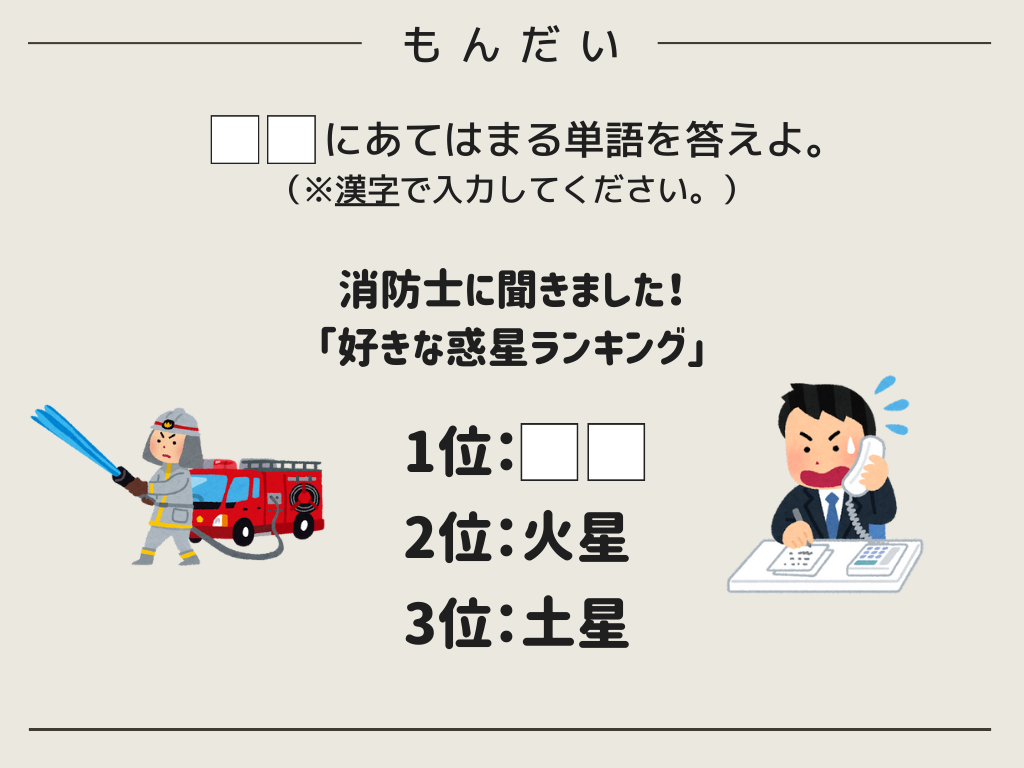 もんだい
□□にあてはまる単語を答えよ。
（※漢字で入力してください。）
消防士に聞きました！
「好きな惑星ランキング」
1位：□□
2位：火星
3位：土星